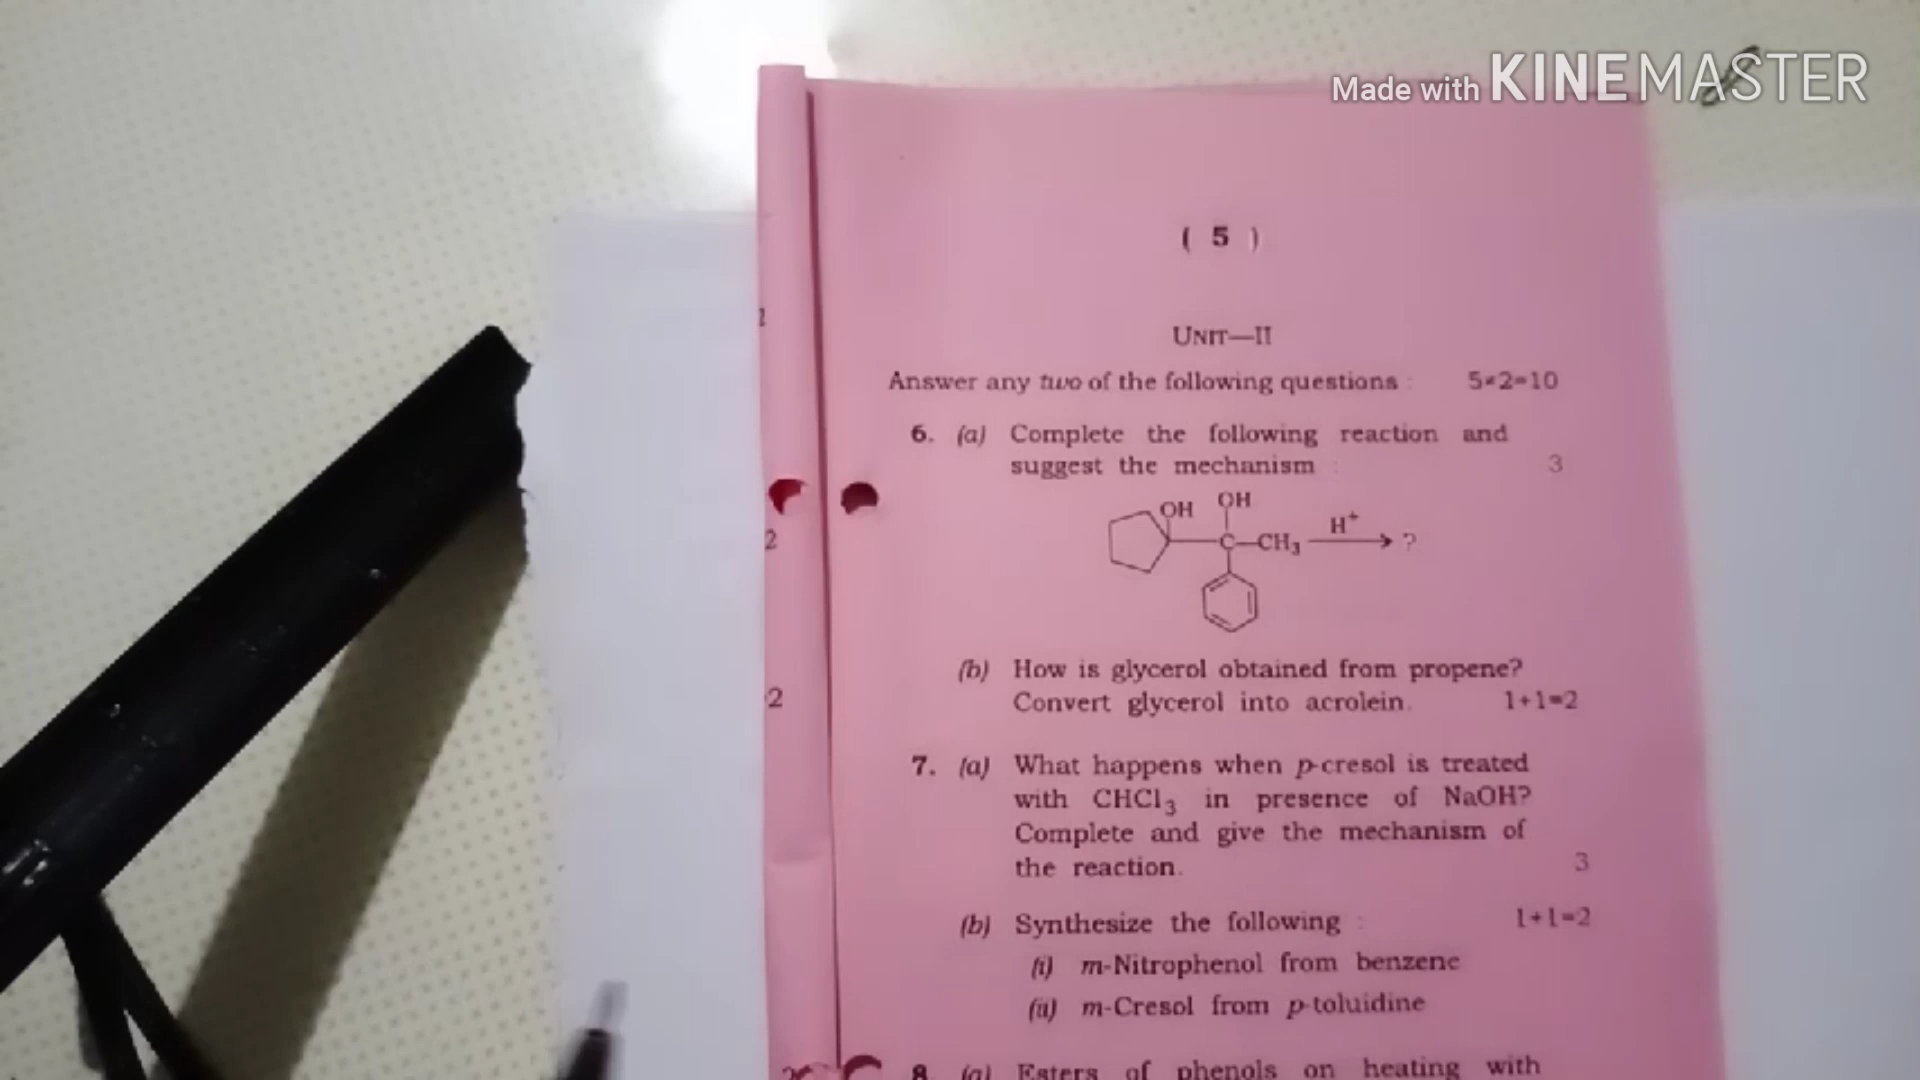 Made with KINEMASTER
( 5 )
UNIT—II
Answer any two of the following questions : 5×2=10
6. (a) Complete the following reaction and
suggest the mechanism : 3
OH OH
C—CH3 H+ ?
(b) How is glycerol obtained from propene?
Convert glycerol into acrolein. 1+1=2
7. (a) What happens when p-cresol is treated
with CHCl3 in presence of NaOH?
Complete and give the mechanism of
the reaction. 3
(b) Synthesize the following : 1+1=2
(i) m-Nitrophenol from benzene
(ii) m-Cresol from p-toluidine
8. (a) Esters of phenols on heating with
2
2